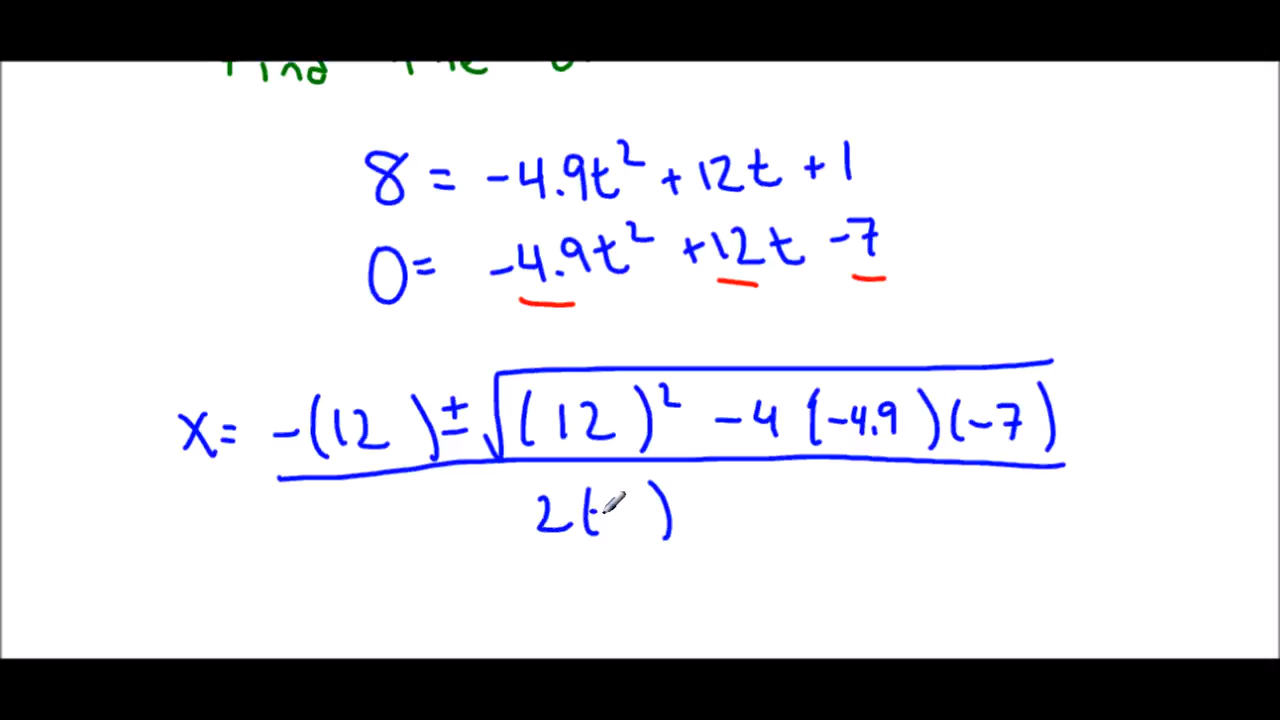 8 = -4.9t² + 12t + 1
0 = -4.9t² + 12t - 7
x = -(12) ± √(12)² - 4(-4.9)(-7)
2(- )